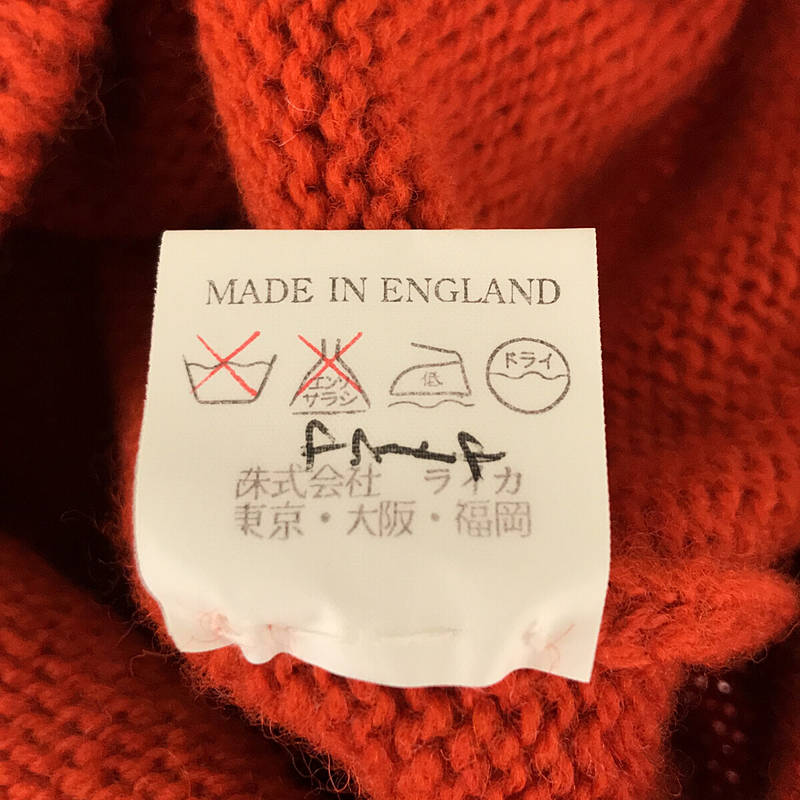 MADE IN ENGLAND
エンソ サラシ 低 ドライ
株式会社 ライカ
東京・大阪・福岡